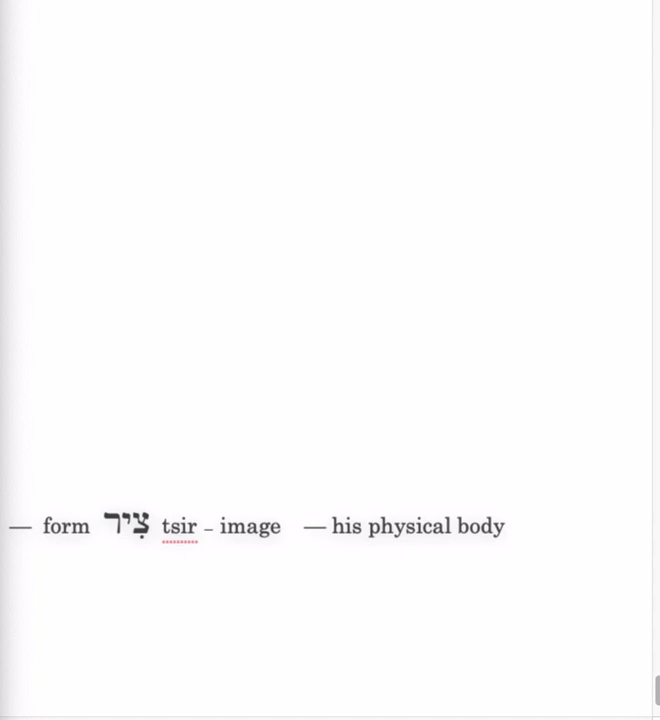 — form צִיר tsir – image — his physical body